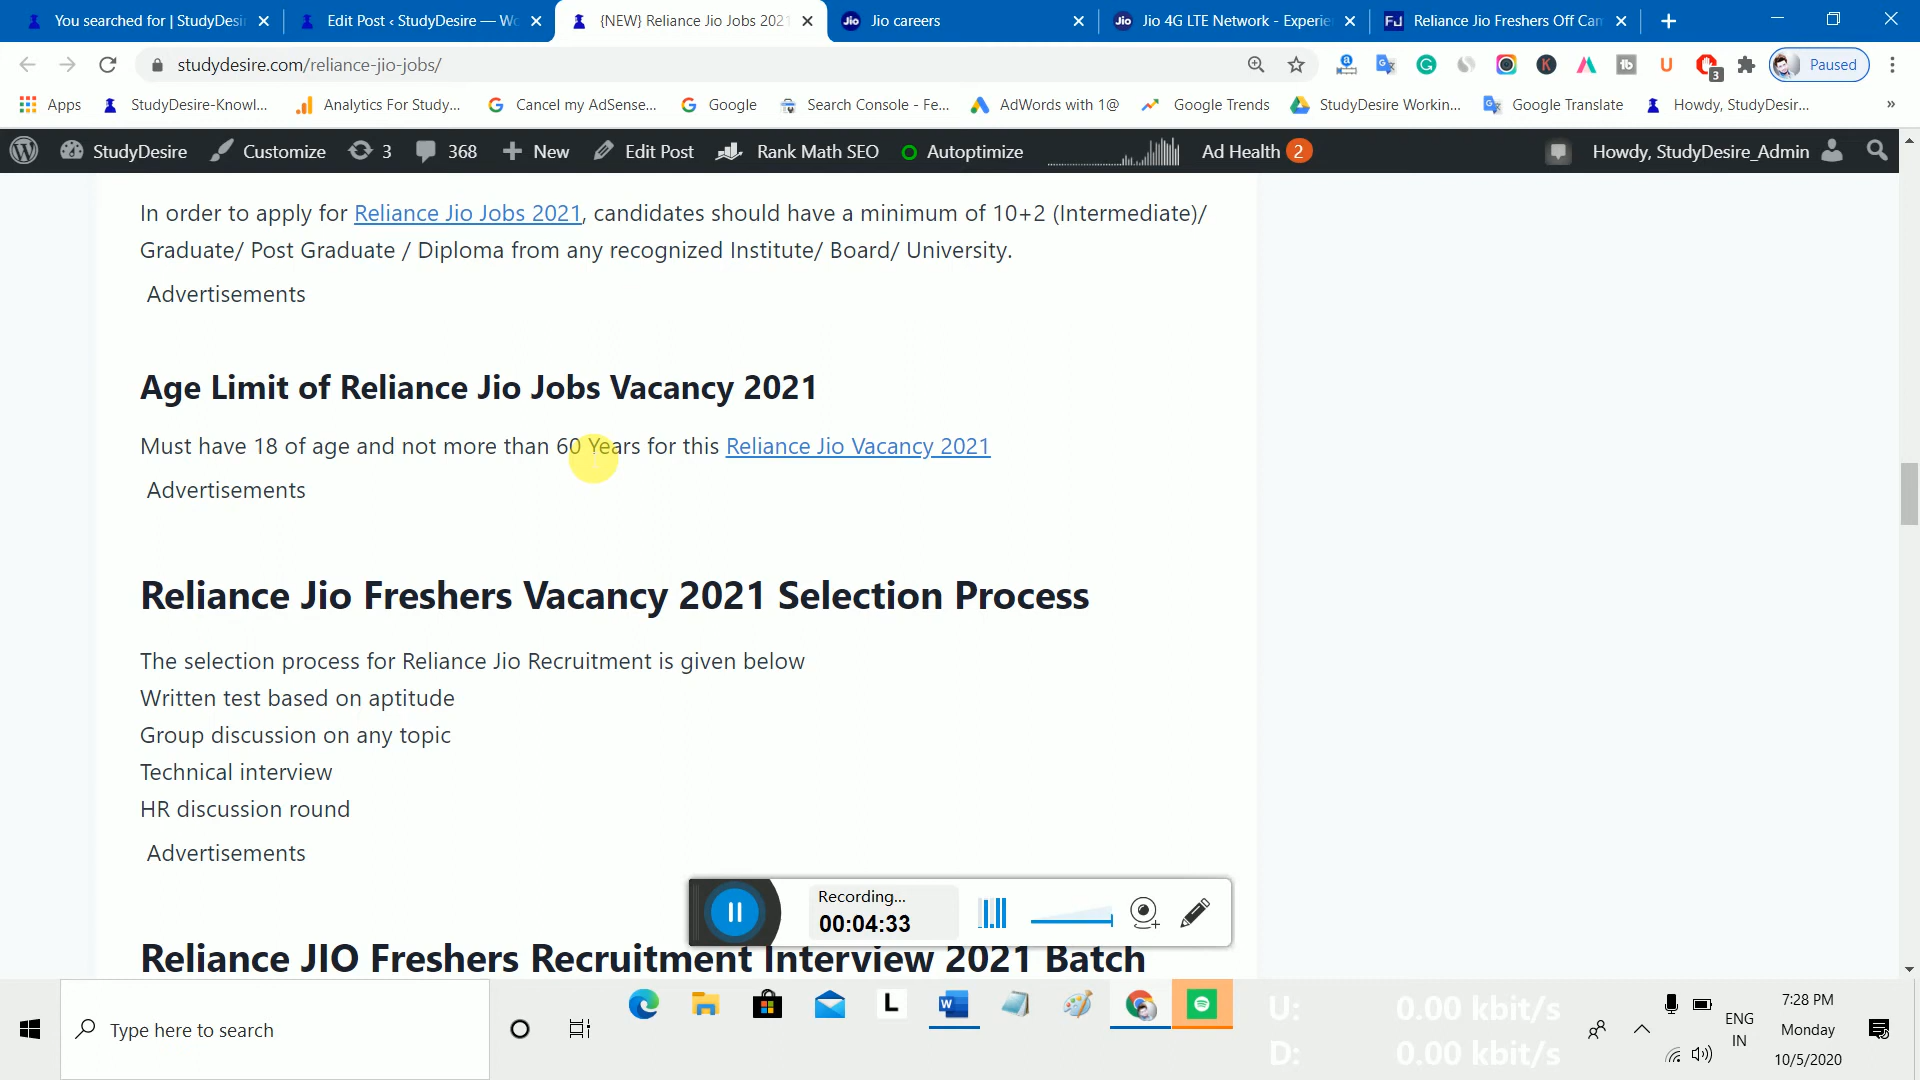 You searched for | StudyDesi
Edit Post ‹ StudyDesire — Wo
{NEW} Reliance Jio Jobs 2021
Jio careers
Jio 4G LTE Network - Experie
Reliance Jio Freshers Off Cam
studydesire.com/reliance-jio-jobs/
3
Paused
Apps
StudyDesire-Knowl...
Analytics For Study...
Cancel my AdSense...
Google
Search Console - Fe...
AdWords with 1@
Google Trends
StudyDesire Workin...
Google Translate
Howdy, StudyDesir...
»
StudyDesire
Customize
3
368
New
Edit Post
Rank Math SEO
Autoptimize
Ad Health 2
Howdy, StudyDesire_Admin
In order to apply for Reliance Jio Jobs 2021, candidates should have a minimum of 10+2 (Intermediate)/
Graduate/ Post Graduate / Diploma from any recognized Institute/ Board/ University.
Advertisements
Age Limit of Reliance Jio Jobs Vacancy 2021
Must have 18 of age and not more than 60 Years for this Reliance Jio Vacancy 2021
Advertisements
Reliance Jio Freshers Vacancy 2021 Selection Process
The selection process for Reliance Jio Recruitment is given below
Written test based on aptitude
Group discussion on any topic
Technical interview
HR discussion round
Advertisements
Recording...
00:04:33
Reliance JIO Freshers Recruitment Interview 2021 Batch
Type here to search
L
U: 0.00 kbit/s
D: 0.00 kbit/s
ENG
IN
7:28 PM
Monday
10/5/2020